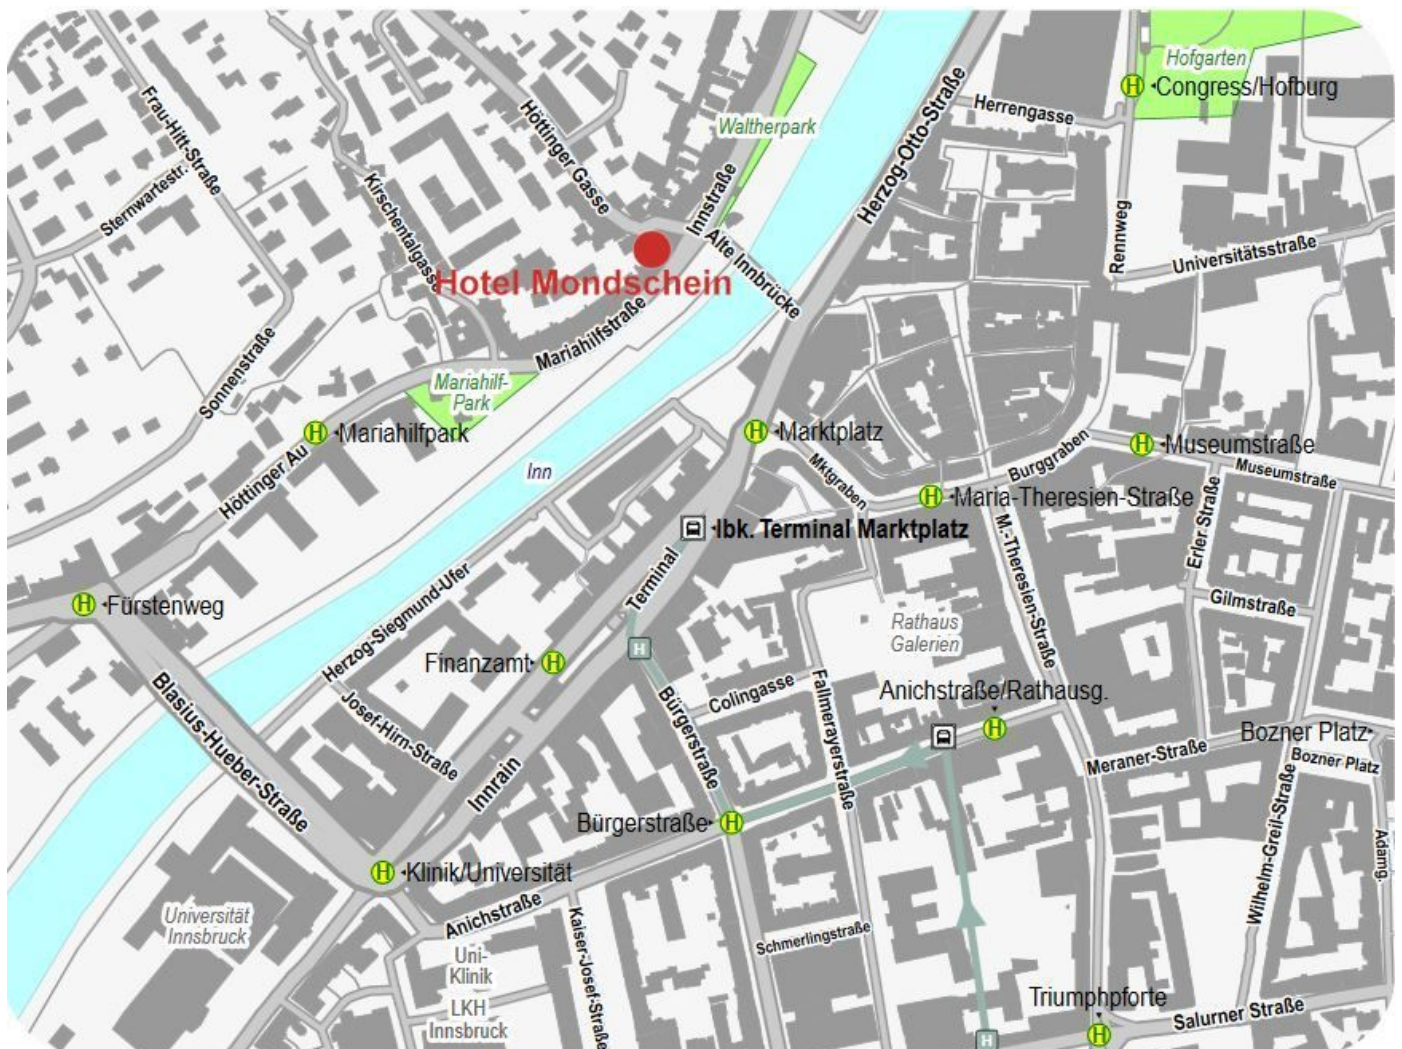 Hofgarten
Congress/Hofburg
Frau-Hitt-Straße
Höttinger Gasse
Waltherpark
Herzog-Otto-Straße
Herrengasse
Sternwartestr.
Kirschentalgasse
Innstraße
Alte Innbrücke
Rennweg
Universitätsstraße
Hotel Mondschein
Mariahilfstraße
Sonnenstraße
Mariahilf-
Park
Mariahilfpark
Marktplatz
Höttinger Au
Inn
Mktgraben
Burggraben
Museumstraße
Museumstraße
Maria-Theresien-Straße
Ibk. Terminal Marktplatz
M.-Theresien-Straße
Erler Straße
Terminal
Fürstenweg
Herzog-Siegmund-Ufer
Gilmstraße
Rathaus
Galerien
Finanzamt
Colingasse
Fallmerayerstraße
Anichstraße/Rathausg.
Bürgerstraße
Josef-Hirn-Straße
Blasius-Hueber-Straße
Innrain
Meraner-Straße
Bozner Platz
Bozner Platz
Wilhelm-Greil-Straße
Adamg.
Bürgerstraße
Klinik/Universität
Universität
Innsbruck
Anichstraße
Kaiser-Josef-Straße
Schmerlingstraße
Uni-
Klinik
LKH
Innsbruck
Triumphpforte
Salurner Straße
H
H
H
H
H
H
H
H
H
H
H
H
H